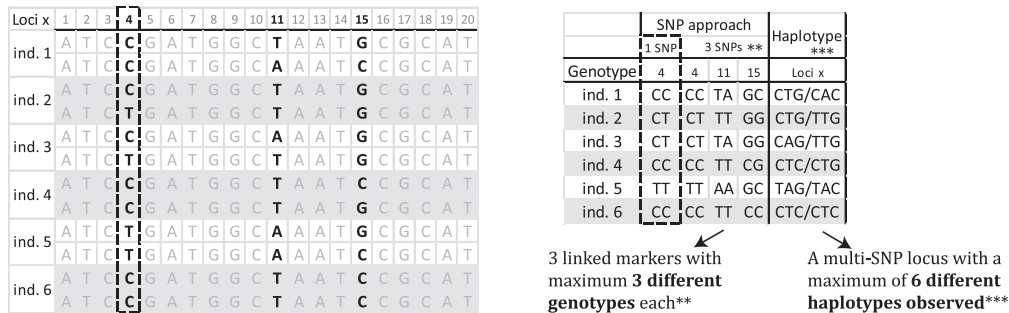 Loci x 1 2 3 4 5 6 7 8 9 10 11 12 13 14 15 16 17 18 19 20
ind. 1 A T C C G A T G G C T A A T G C G C A T
A T C C G A T G G C A A A T C C G C A T
ind. 2 A T C C G A T G G C T A A T G C G C A T
A T C T G A T G G C T A A T G C G C A T
ind. 3 A T C C G A T G G C A A A T G C G C A T
A T C T G A T G G C T A A T G C G C A T
ind. 4 A T C C G A T G G C T A A T C C G C A T
A T C C G A T G G C T A A T G C G C A T
ind. 5 A T C T G A T G G C A A A T G C G C A T
A T C T G A T G G C A A A T C C G C A T
ind. 6 A T C C G A T G G C T A A T C C G C A T
A T C C G A T G G C T A A T C C G C A T
SNP approach Haplotype
1 SNP 3 SNPs ** ***
Genotype 4 4 11 15 Loci x
ind. 1 CC CC TA GC CTG/CAC
ind. 2 CT CT TT GG CTG/TTG
ind. 3 CT CT TA GG CAG/TTG
ind. 4 CC CC TT CG CTC/CTG
ind. 5 TT TT AA GC TAG/TAC
ind. 6 CC CC TT CC CTC/CTC
3 linked markers with
maximum 3 different
genotypes each**
A multi-SNP locus with a
maximum of 6 different
haplotypes observed***